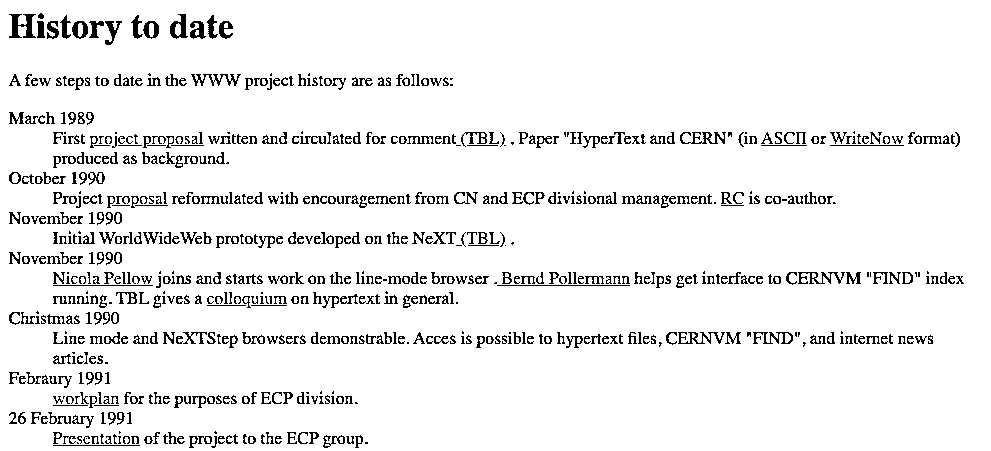 History to date
A few steps to date in the WWW project history are as follows:
March 1989
First project proposal written and circulated for comment (TBL) . Paper "HyperText and CERN" (in ASCII or WriteNow format)
produced as background.
October 1990
Project proposal reformulated with encouragement from CN and ECP divisional management. RC is co-author.
November 1990
Initial WorldWideWeb prototype developed on the NeXT (TBL) .
November 1990
Nicola Pellow joins and starts work on the line-mode browser . Bernd Pollermann helps get interface to CERNVM "FIND" index
running. TBL gives a colloquium on hypertext in general.
Christmas 1990
Line mode and NeXTStep browsers demonstrable. Acces is possible to hypertext files, CERNVM "FIND", and internet news
articles.
Febraury 1991
workplan for the purposes of ECP division.
26 February 1991
Presentation of the project to the ECP group.